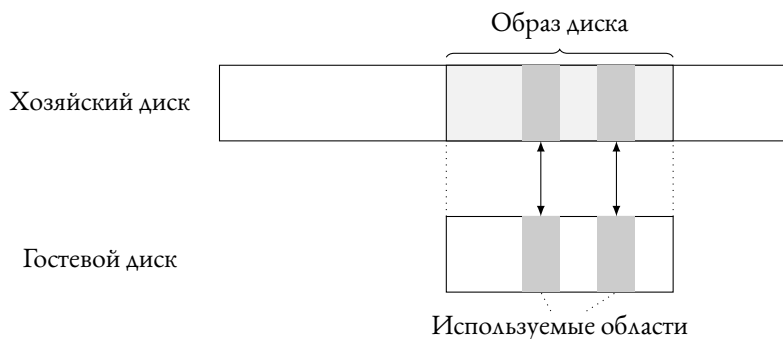 Образ диска
Хозяйский диск
Гостевой диск
Используемые области